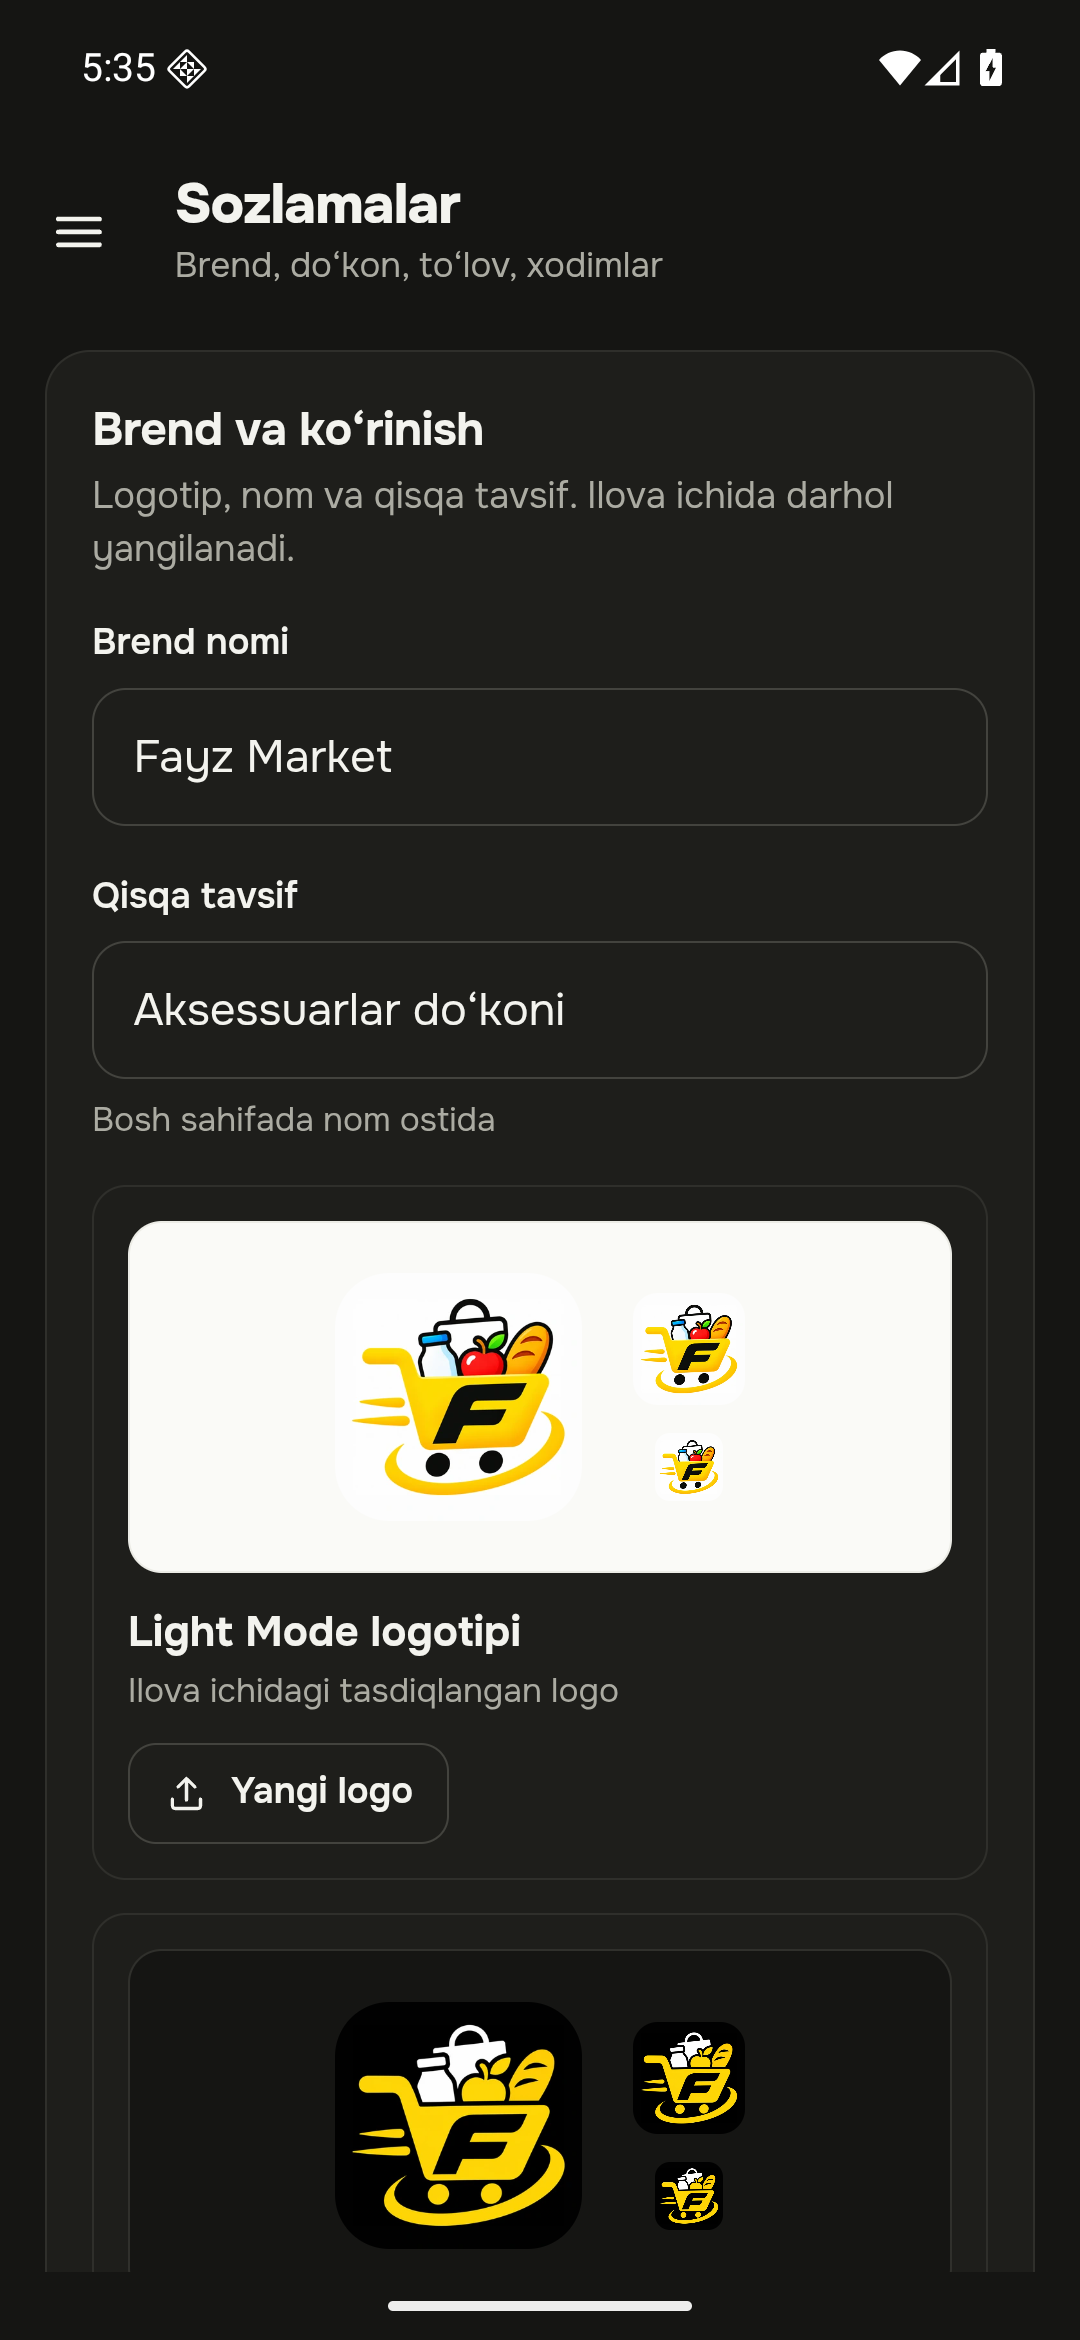 5:35
Sozlamalar
Brend, do‘kon, to‘lov, xodimlar
Brend va ko‘rinish
Logotip, nom va qisqa tavsif. Ilova ichida darhol
yangilanadi.
Brend nomi
Fayz Market
Qisqa tavsif
Aksessuarlar do‘koni
Bosh sahifada nom ostida
F
F
F
Light Mode logotipi
Ilova ichidagi tasdiqlangan logo
Yangi logo
F
F
F